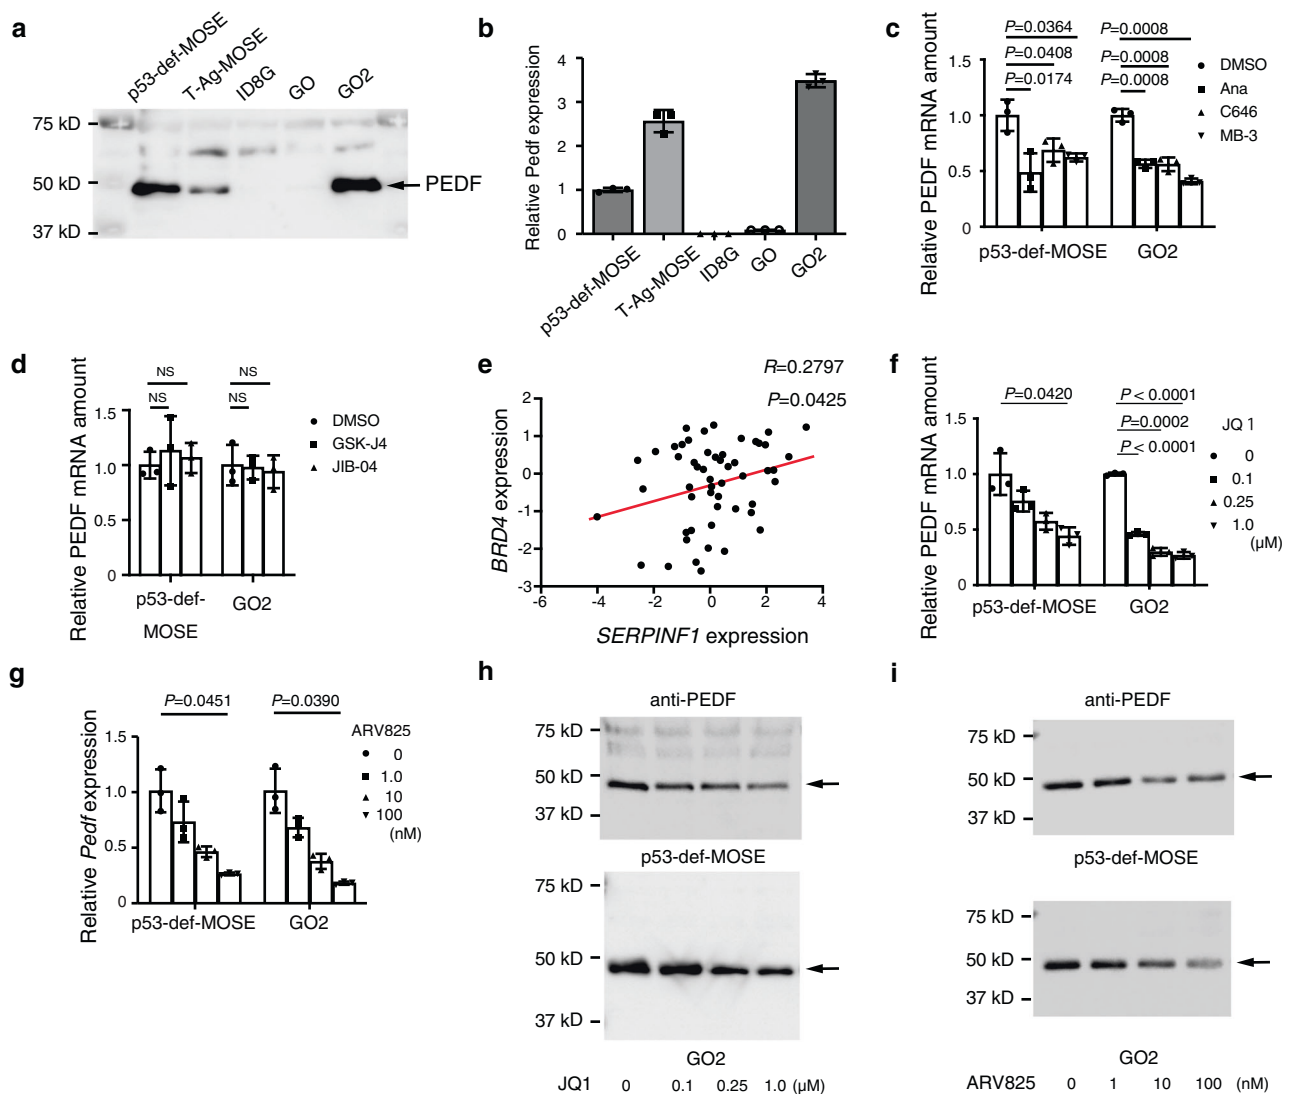 a
p53-def-MOSE
T-Ag-MOSE
ID8G
GO
GO2
75 kD
50 kD
37 kD
PEDF
b
Relative Pedf expression
4
3
2
1
0
p53-def-MOSE
T-Ag-MOSE
ID8G
GO
GO2
c
Relative PEDF mRNA amount
1.5
1.0
0.5
0
P=0.0364
P=0.0408
P=0.0174
P=0.0008
P=0.0008
P=0.0008
DMSO
Ana
C646
MB-3
p53-def-MOSE
GO2
d
Relative PEDF mRNA amount
1.5
1.0
0.5
0
NS
NS
NS
NS
DMSO
GSK-J4
JIB-04
p53-def-
MOSE
GO2
e
R=0.2797
P=0.0425
BRD4 expression
2
1
0
-1
-2
-3
-6
-4
-2
0
2
4
SERPINF1 expression
f
Relative PEDF mRNA amount
1.5
1.0
0.5
0
P=0.0420
P < 0.0001
P=0.0002
P < 0.0001
JQ 1
0
0.1
0.25
1.0
(µM)
p53-def-MOSE
GO2
g
Relative Pedf expression
1.5
1.0
0.5
0
P=0.0451
P=0.0390
ARV825
0
1.0
10
100
(nM)
p53-def-MOSE
GO2
h
anti-PEDF
75 kD
50 kD
37 kD
p53-def-MOSE
75 kD
50 kD
37 kD
GO2
JQ1 0 0.1 0.25 1.0 (µM)
i
anti-PEDF
75 kD
50 kD
37 kD
p53-def-MOSE
75 kD
50 kD
37 kD
GO2
ARV825 0 1 10 100 (nM)